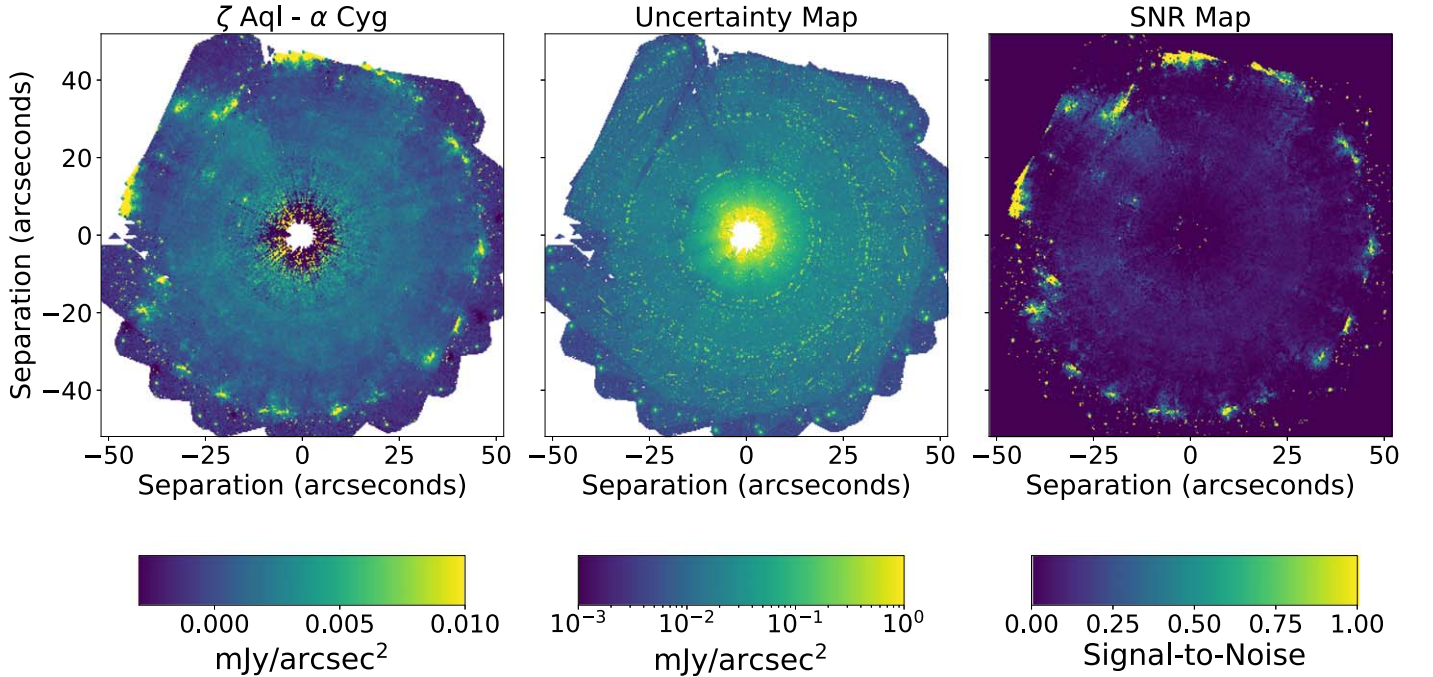 ζ Aql - α Cyg
Uncertainty Map
SNR Map
Separation (arcseconds)
40
20
0
−20
−40
−50 −25 0 25 50
−50 −25 0 25 50
−50 −25 0 25 50
Separation (arcseconds)
Separation (arcseconds)
Separation (arcseconds)
0.000 0.005 0.010
mJy/arcsec²
10⁻³ 10⁻² 10⁻¹ 10⁰
mJy/arcsec²
0.00 0.25 0.50 0.75 1.00
Signal-to-Noise